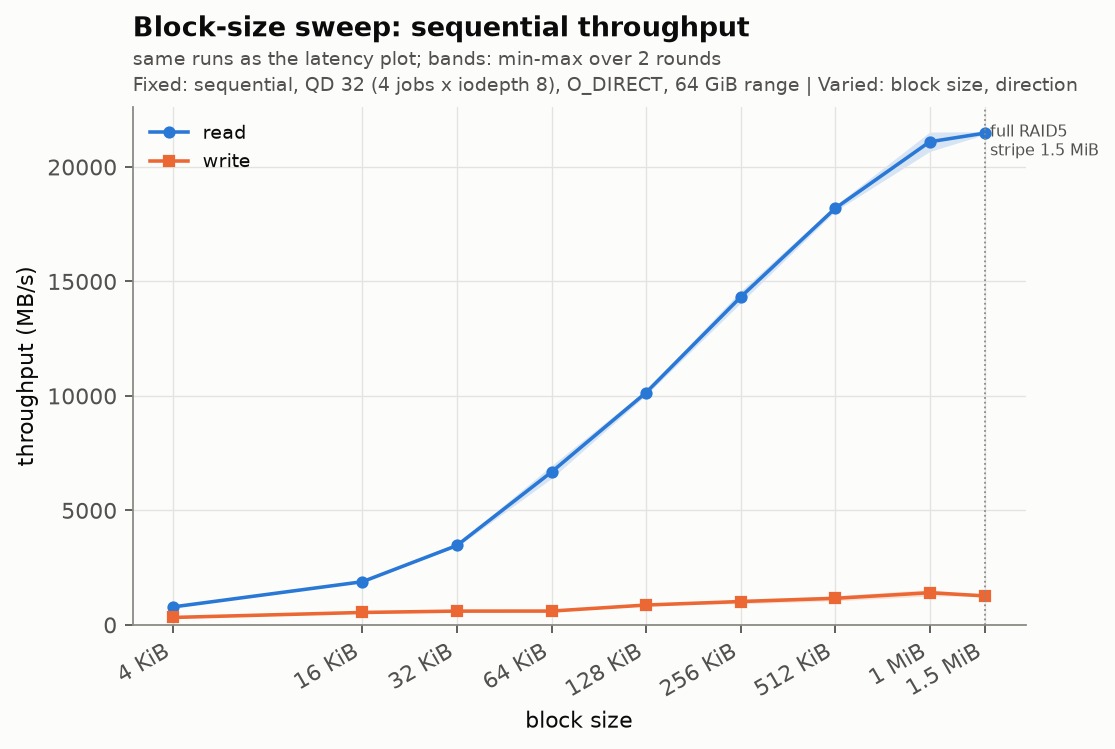 Block-size sweep: sequential throughput
same runs as the latency plot; bands: min-max over 2 rounds
Fixed: sequential, QD 32 (4 jobs x iodepth 8), O_DIRECT, 64 GiB range | Varied: block size, direction
read
write
full RAID5
stripe 1.5 MiB
throughput (MB/s)
20000
15000
10000
5000
0
4 KiB
16 KiB
32 KiB
64 KiB
128 KiB
256 KiB
512 KiB
1 MiB
1.5 MiB
block size